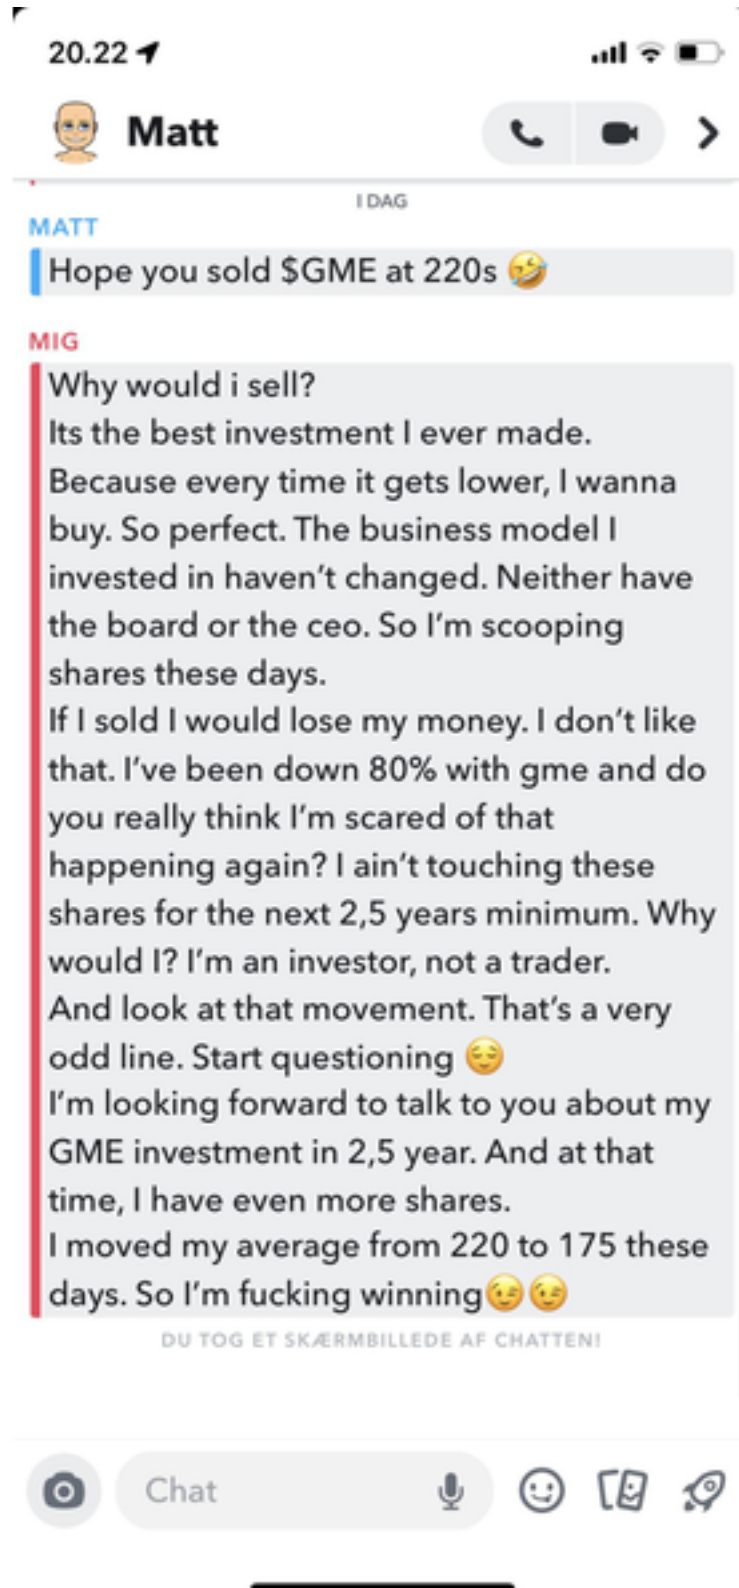 20.22
Matt
I DAG
MATT
Hope you sold $GME at 220s 🤣
MIG
Why would i sell?
Its the best investment I ever made.
Because every time it gets lower, I wanna
buy. So perfect. The business model I
invested in haven't changed. Neither have
the board or the ceo. So I'm scooping
shares these days.
If I sold I would lose my money. I don't like
that. I've been down 80% with gme and do
you really think I'm scared of that
happening again? I ain't touching these
shares for the next 2,5 years minimum. Why
would I? I'm an investor, not a trader.
And look at that movement. That's a very
odd line. Start questioning 😌
I'm looking forward to talk to you about my
GME investment in 2,5 year. And at that
time, I have even more shares.
I moved my average from 220 to 175 these
days. So I'm fucking winning😉😉
DU TOG ET SKÆRMBILLEDE AF CHATTEN!
Chat